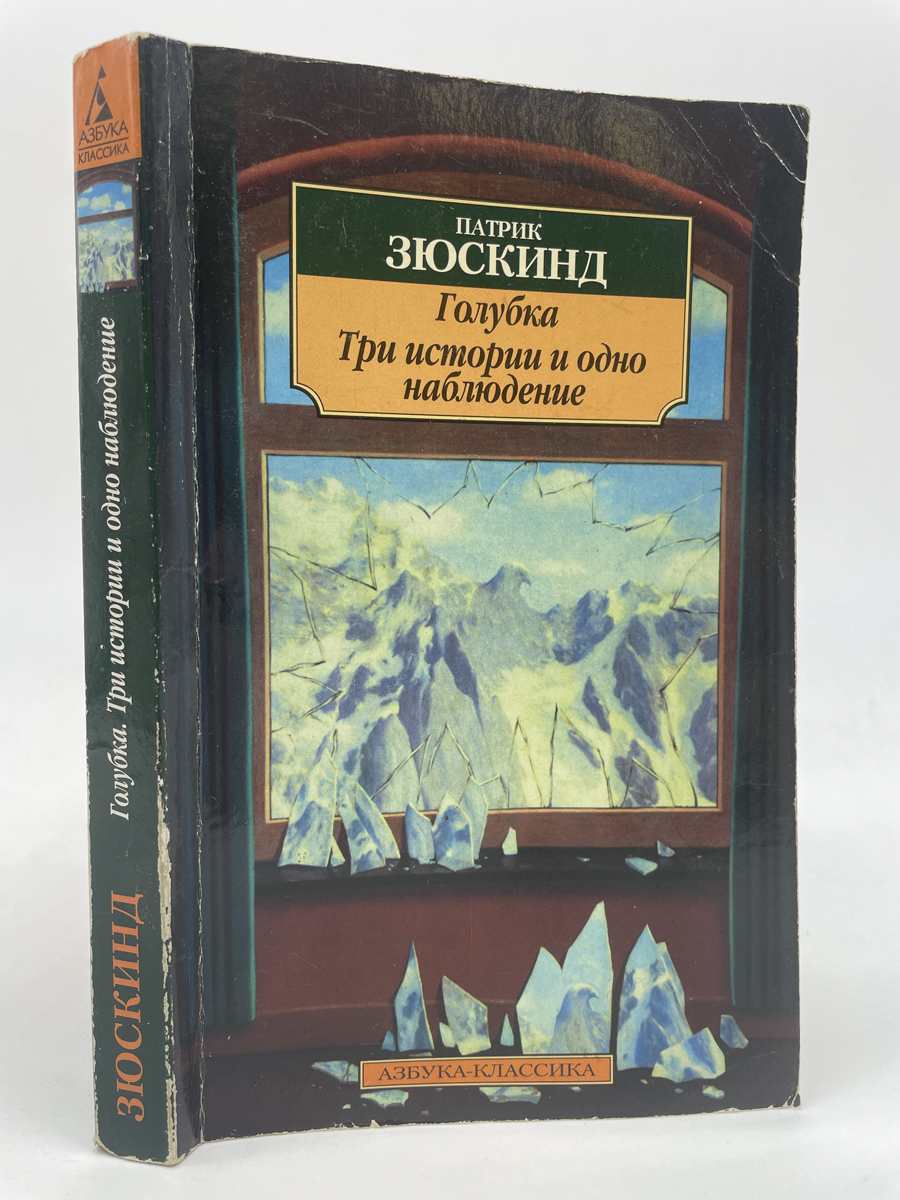 АЗБУКА
КЛАССИКА
Голубка. Три истории и одно наблюдение
ЗЮСКИНД
ПАТРИК
ЗЮСКИНД
Голубка
Три истории и одно
наблюдение
АЗБУКА-КЛАССИКА